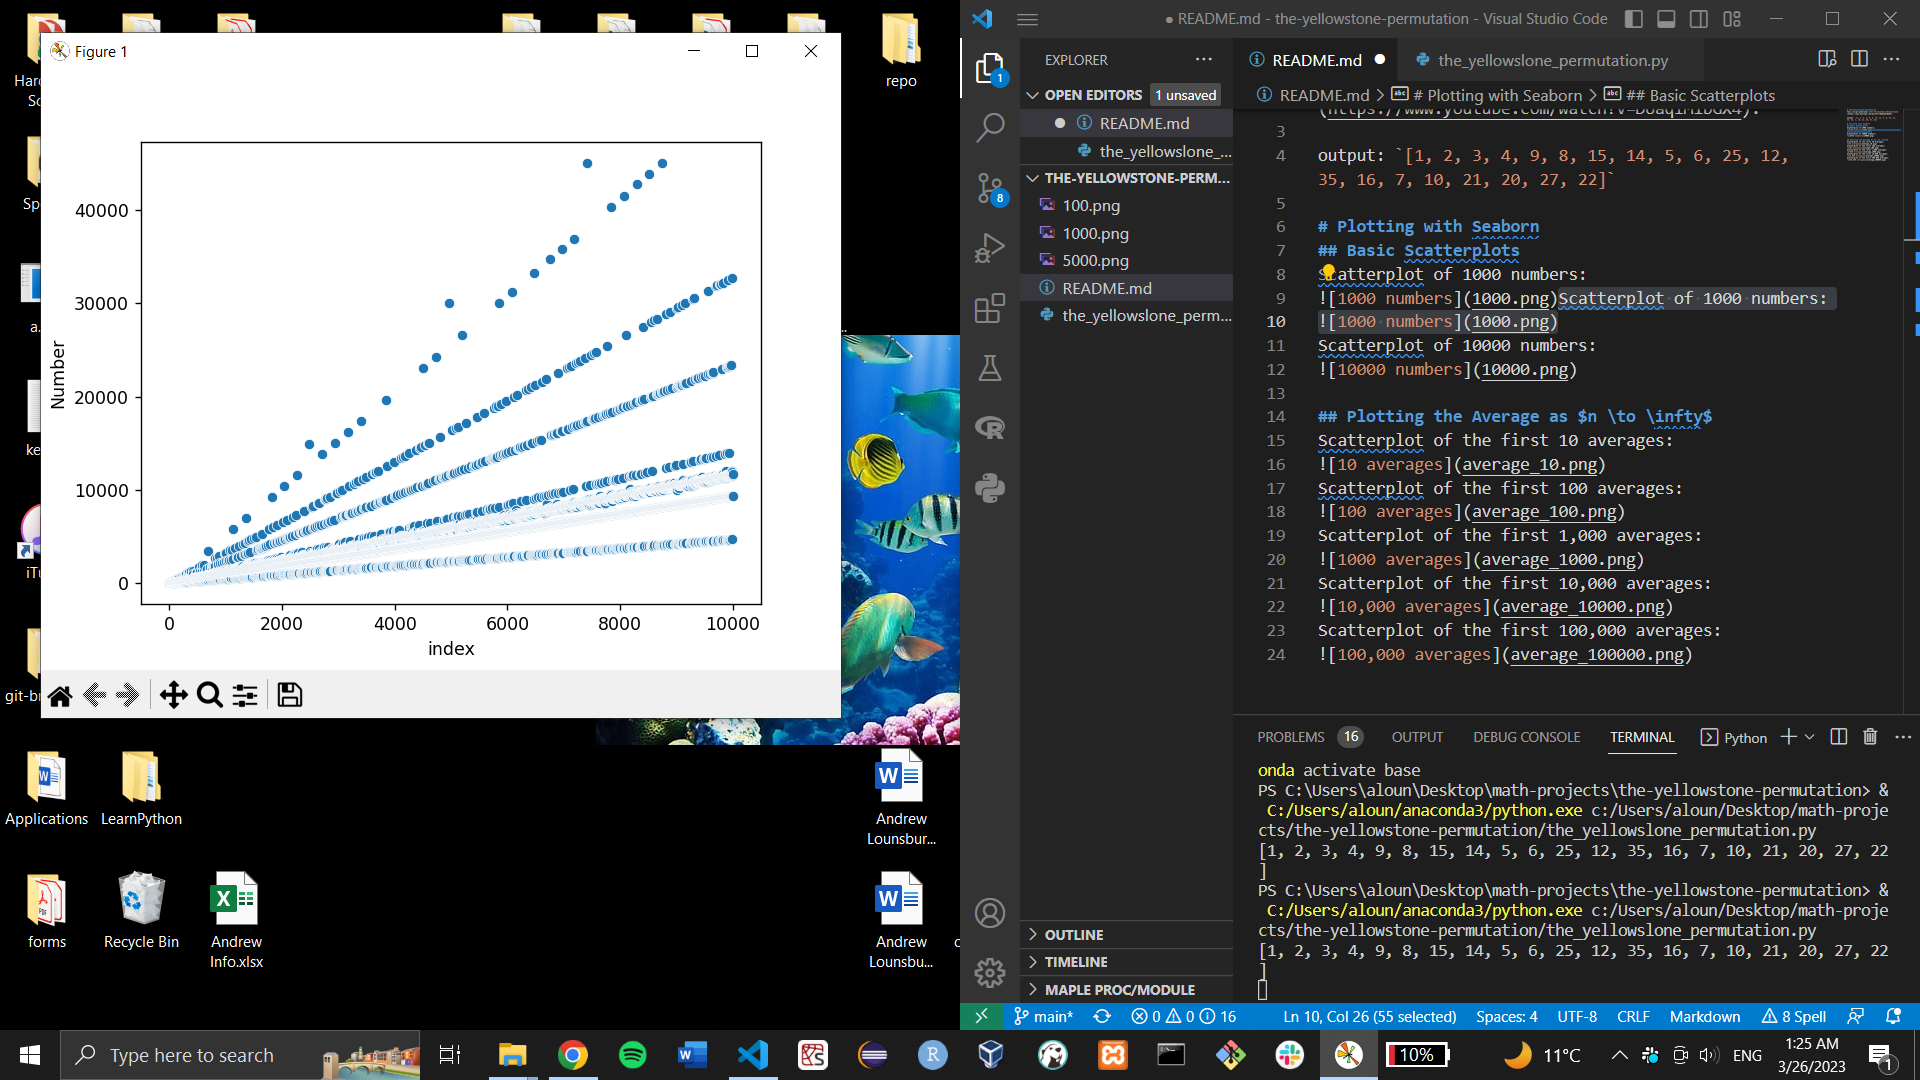 Figure 1
repo
40000
30000
20000
10000
0
Number
0 2000 4000 6000 8000 10000
index
Applications
LearnPython
Andrew
Lounsbur...
forms
Recycle Bin
Andrew
Info.xlsx
Andrew
Lounsbu...
README.md - the-yellowstone-permutation - Visual Studio Code
EXPLORER
OPEN EDITORS 1 unsaved
README.md
the_yellowslone_...
THE-YELLOWSTONE-PERM...
100.png
1000.png
5000.png
README.md
the_yellowslone_perm...
OUTLINE
TIMELINE
MAPLE PROC/MODULE
1
8
README.md
the_yellowslone_permutation.py
README.md > # Plotting with Seaborn > ## Basic Scatterplots
3
4 output: `[1, 2, 3, 4, 9, 8, 15, 14, 5, 6, 25, 12,
35, 16, 7, 10, 21, 20, 27, 22]`
5
6 # Plotting with Seaborn
7 ## Basic Scatterplots
8 Scatterplot of 1000 numbers:
9 ![1000 numbers](1000.png)Scatterplot of 1000 numbers:
10 ![1000 numbers](1000.png)
11 Scatterplot of 10000 numbers:
12 ![10000 numbers](10000.png)
13
14 ## Plotting the Average as $n \to \infty$
15 Scatterplot of the first 10 averages:
16 ![10 averages](average_10.png)
17 Scatterplot of the first 100 averages:
18 ![100 averages](average_100.png)
19 Scatterplot of the first 1,000 averages:
20 ![1000 averages](average_1000.png)
21 Scatterplot of the first 10,000 averages:
22 ![10,000 averages](average_10000.png)
23 Scatterplot of the first 100,000 averages:
24 ![100,000 averages](average_100000.png)
PROBLEMS 16 OUTPUT DEBUG CONSOLE TERMINAL Python
onda activate base
PS C:\Users\aloun\Desktop\math-projects\the-yellowstone-permutation> &
C:/Users/aloun/anaconda3/python.exe c:/Users/aloun/Desktop/math-proje
cts/the-yellowstone-permutation/the_yellowslone_permutation.py
[1, 2, 3, 4, 9, 8, 15, 14, 5, 6, 25, 12, 35, 16, 7, 10, 21, 20, 27, 22
]
PS C:\Users\aloun\Desktop\math-projects\the-yellowstone-permutation> &
C:/Users/aloun/anaconda3/python.exe c:/Users/aloun/Desktop/math-proje
cts/the-yellowstone-permutation/the_yellowslone_permutation.py
[1, 2, 3, 4, 9, 8, 15, 14, 5, 6, 25, 12, 35, 16, 7, 10, 21, 20, 27, 22
]
main* 0 0 16 Ln 10, Col 26 (55 selected) Spaces: 4 UTF-8 CRLF Markdown 8 Spell
Type here to search
10% 11°C ENG 1:25 AM
3/26/2023
1